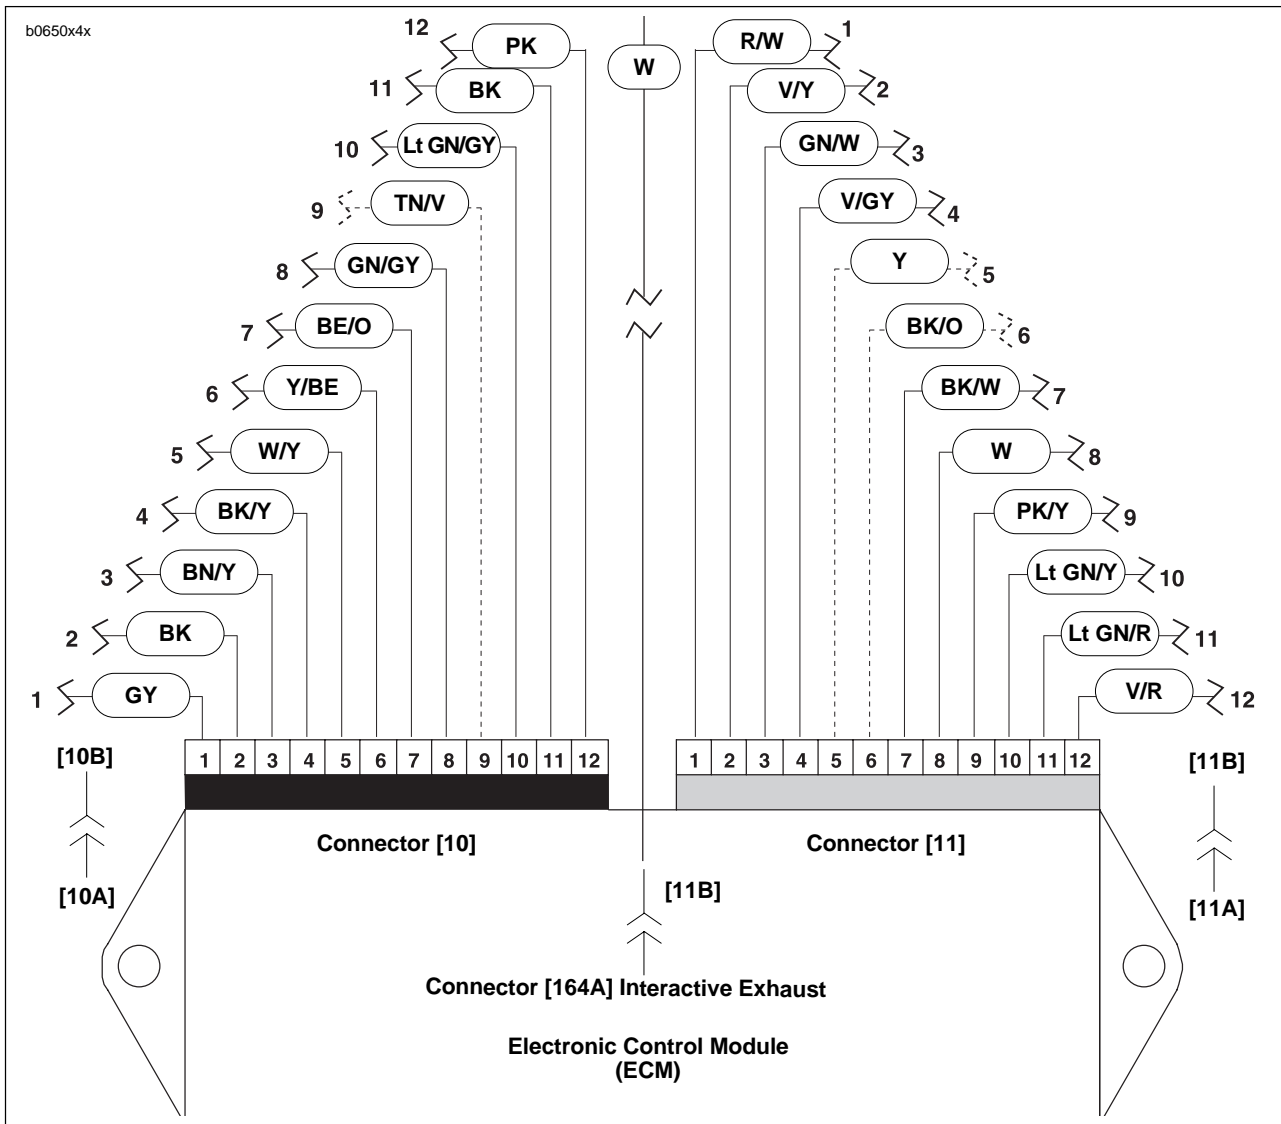 b0650x4x
12 PK
W
R/W 1
11 BK
V/Y 2
10 Lt GN/GY
GN/W 3
9 TN/V
V/GY 4
8 GN/GY
Y 5
7 BE/O
BK/O 6
6 Y/BE
BK/W 7
5 W/Y
W 8
4 BK/Y
PK/Y 9
3 BN/Y
Lt GN/Y 10
2 BK
Lt GN/R 11
1 GY
V/R 12
[10B]
1 2 3 4 5 6 7 8 9 10 11 12
1 2 3 4 5 6 7 8 9 10 11 12
[11B]
Connector [10]
Connector [11]
[10A]
[11B]
[11A]
Connector [164A] Interactive Exhaust
Electronic Control Module
(ECM)